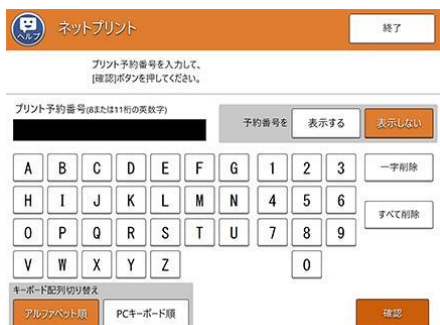 ヘルプ
ネットプリント
終了
プリント予約番号を入力して、
[確認]ボタンを押してください。
プリント予約番号(8または11桁の英数字)
予約番号を 表示する 表示しない
A B C D E F G 1 2 3 一字削除
H I J K L M N 4 5 6
すべて削除
O P Q R S T U 7 8 9
V W X Y Z 0
キーボード配列切り替え
アルファベット順 PCキーボード順 確認